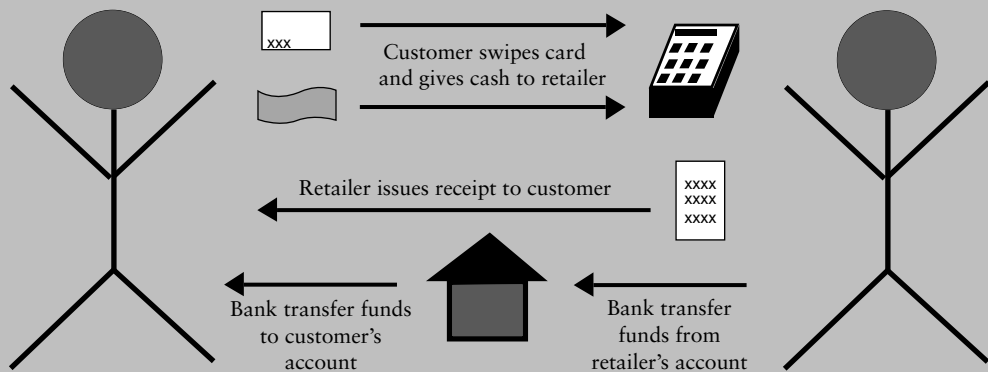 xxx
Customer swipes card
and gives cash to retailer
Retailer issues receipt to customer
xxxx
xxxx
xxxx
Bank transfer funds
to customer's
account
Bank transfer
funds from
retailer's account